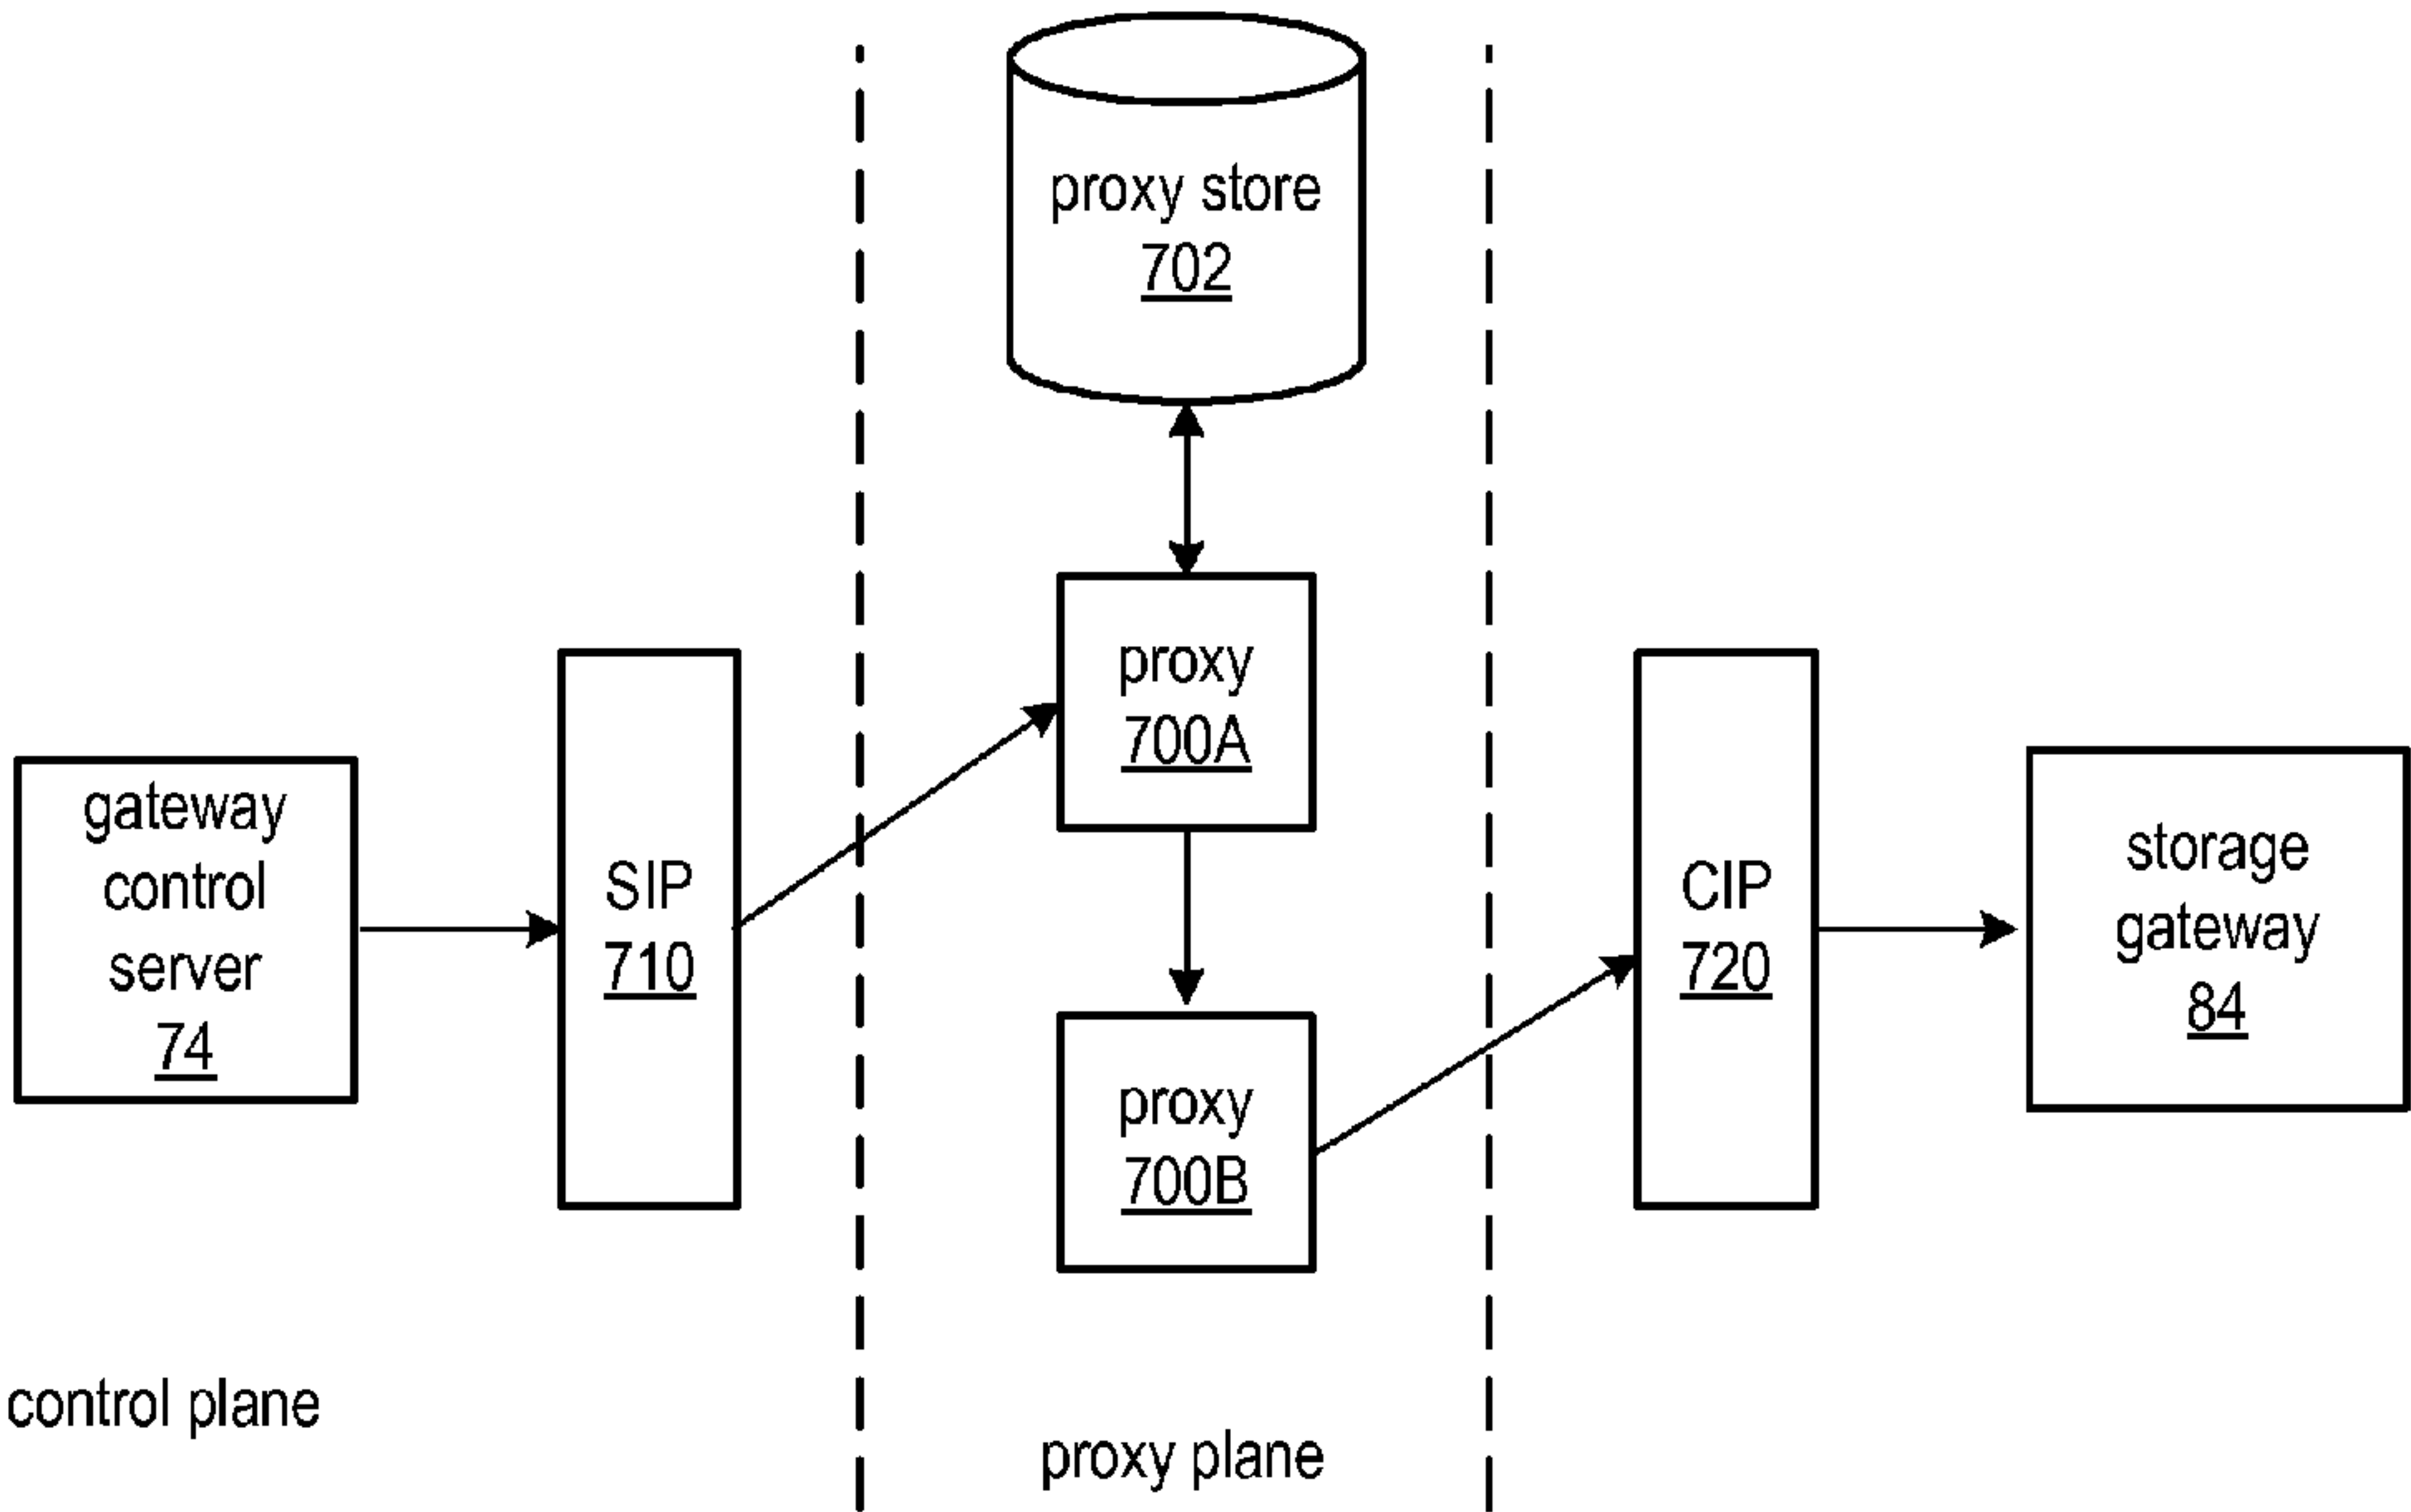 proxy store
702
proxy
700A
gateway
control
server
74
SIP
710
CIP
720
storage
gateway
84
proxy
700B
control plane
proxy plane